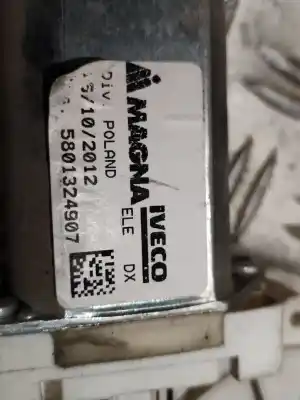 MAGNA
IVECO
ELE DX
Div. POLAND
/10/2012
5801324907